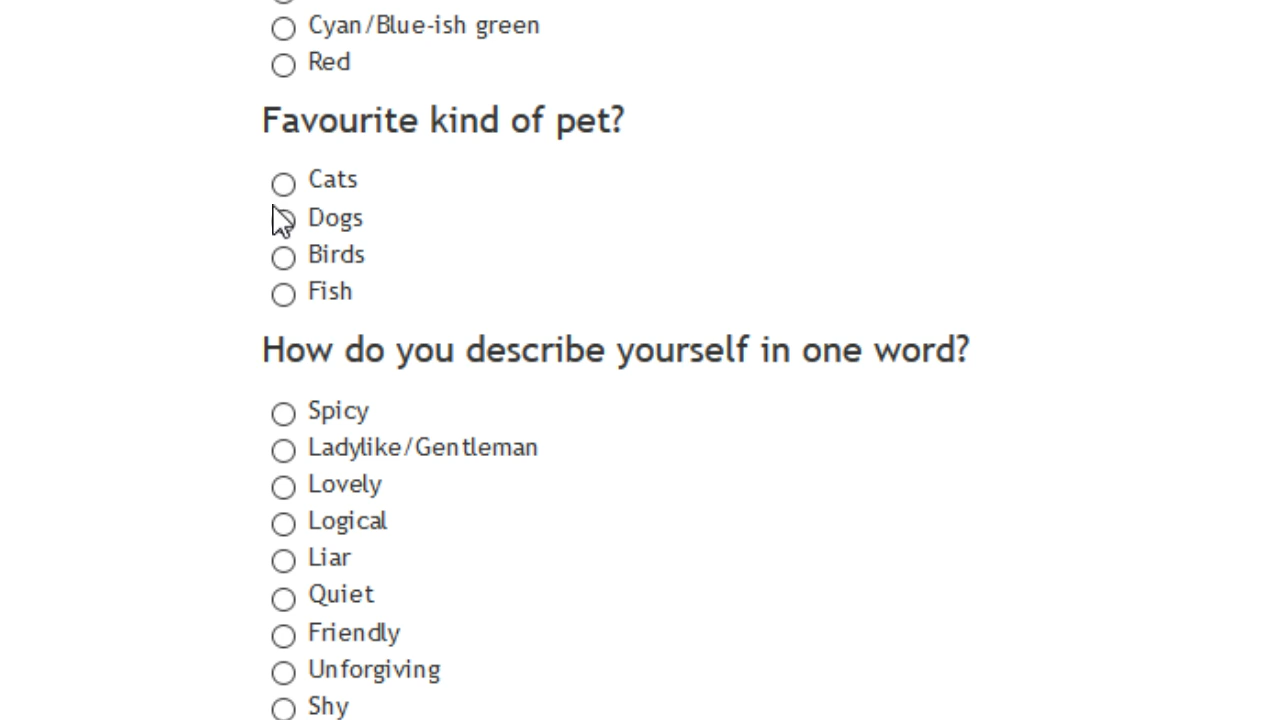 Cyan/Blue-ish green
Red
Favourite kind of pet?
Cats
Dogs
Birds
Fish
How do you describe yourself in one word?
Spicy
Ladylike/Gentleman
Lovely
Logical
Liar
Quiet
Friendly
Unforgiving
Shy